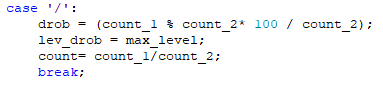 case '/':
drob = (count_1 % count_2* 100 / count_2);
lev_drob = max_level;
count= count_1/count_2;
break;